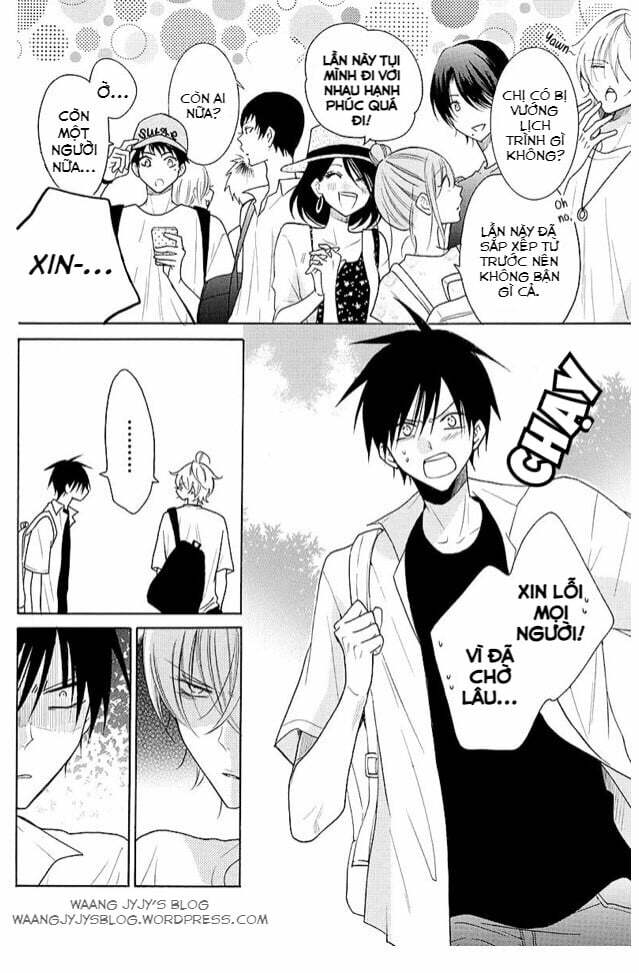 Yawn~
CHỊ CÓ BỊ
VƯỚNG
LỊCH
TRÌNH GÌ
KHÔNG?
Oh
no,
LẦN NÀY ĐÃ
SẮP XẾP TỪ
TRƯỚC NÊN
KHÔNG BẬN
GÌ CẢ.
LẦN NÀY TỤI
MÌNH ĐI VỚI
NHAU HẠNH
PHÚC QUÁ
ĐI!
CÒN AI
NỮA?
Ờ...
CÒN
MỘT
NGƯỜI
NỮA...
XIN-...
CHẠY
XIN LỖI
MỌI
NGƯỜI!
VÌ ĐÃ
CHỜ
LÂU...
.........
WAANG JYJY'S BLOG
WAANGJYJYSBLOG.WORDPRESS.COM